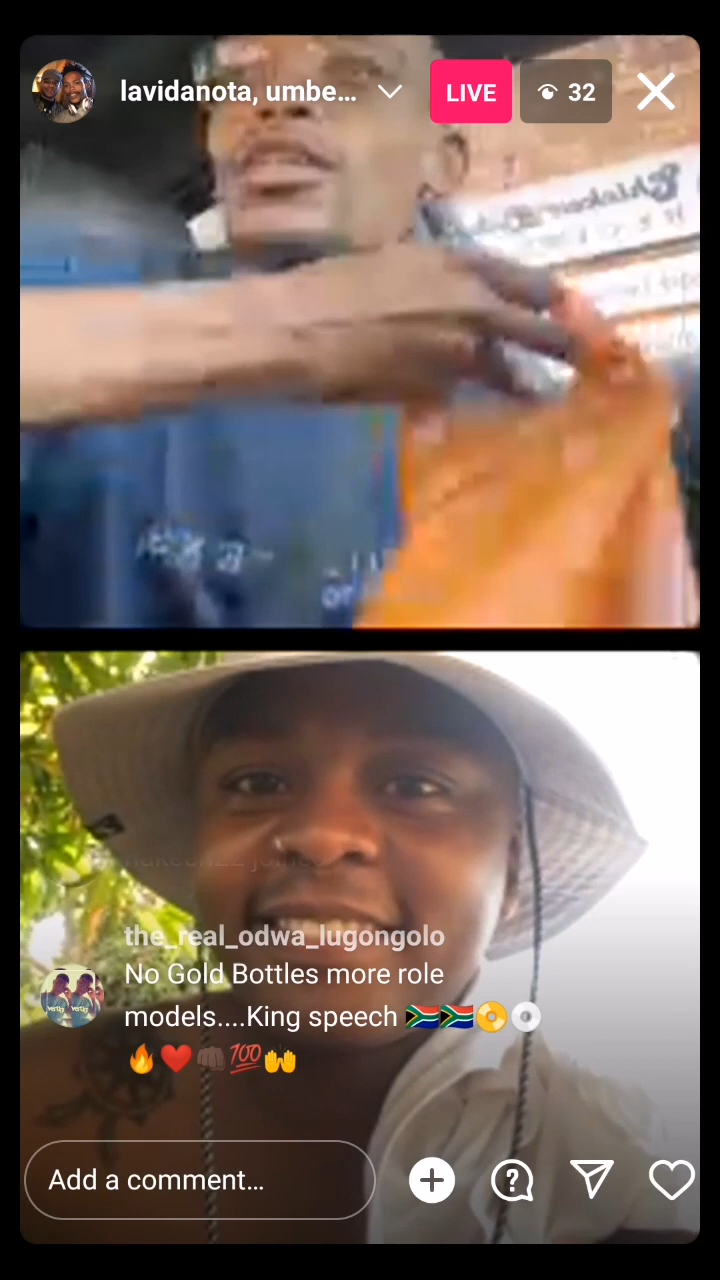 lavidanota, umbe...
LIVE
32
the_real_odwa_lugongolo
No Gold Bottles more role
models....King speech 🇿🇦🇿🇦📀💿
🔥❤️👊🏿💯🙌
Add a comment...